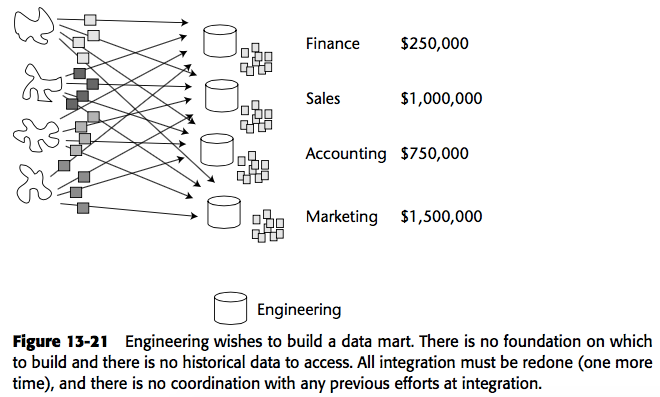 Finance $250,000
Sales $1,000,000
Accounting $750,000
Marketing $1,500,000
Engineering
Figure 13-21 Engineering wishes to build a data mart. There is no foundation on which
to build and there is no historical data to access. All integration must be redone (one more
time), and there is no coordination with any previous efforts at integration.